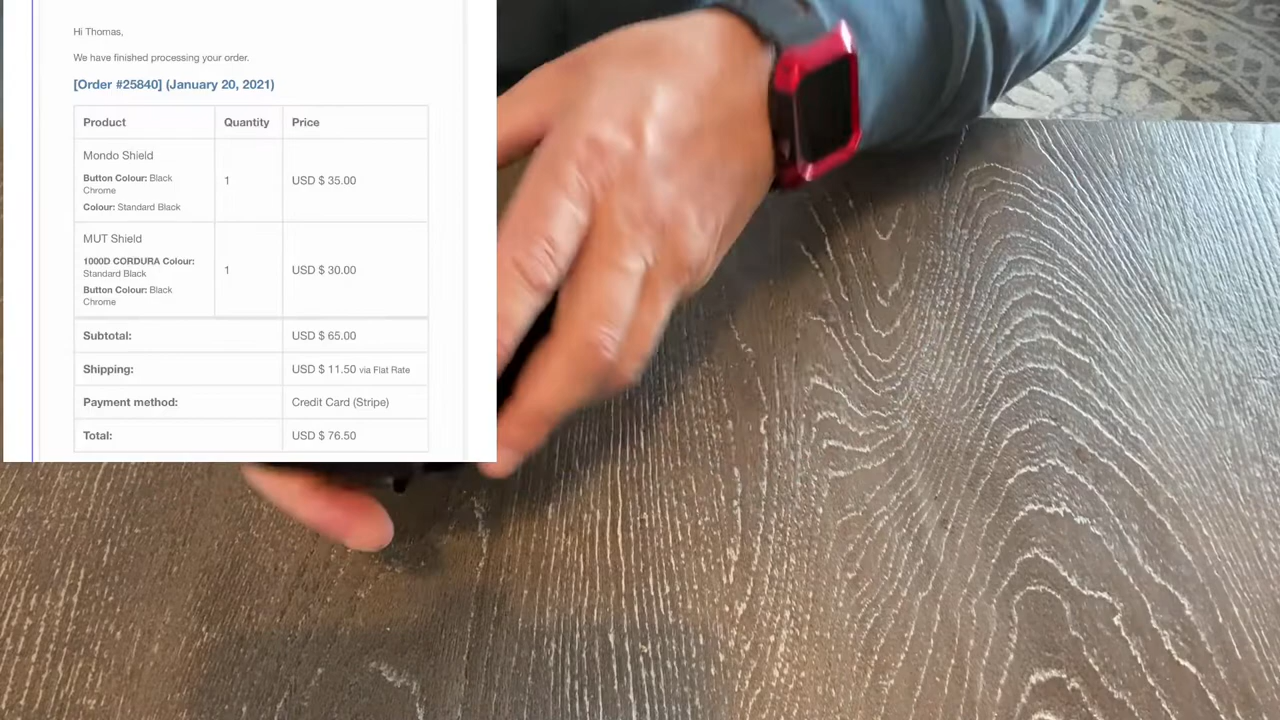 Hi Thomas,
We have finished processing your order.
[Order #25840] (January 20, 2021)
Product Quantity Price
Mondo Shield
Button Colour: Black
Chrome
Colour: Standard Black
1
USD $ 35.00
MUT Shield
1000D CORDURA Colour:
Standard Black
Button Colour: Black
Chrome
1
USD $ 30.00
Subtotal: USD $ 65.00
Shipping: USD $ 11.50 via Flat Rate
Payment method: Credit Card (Stripe)
Total: USD $ 76.50